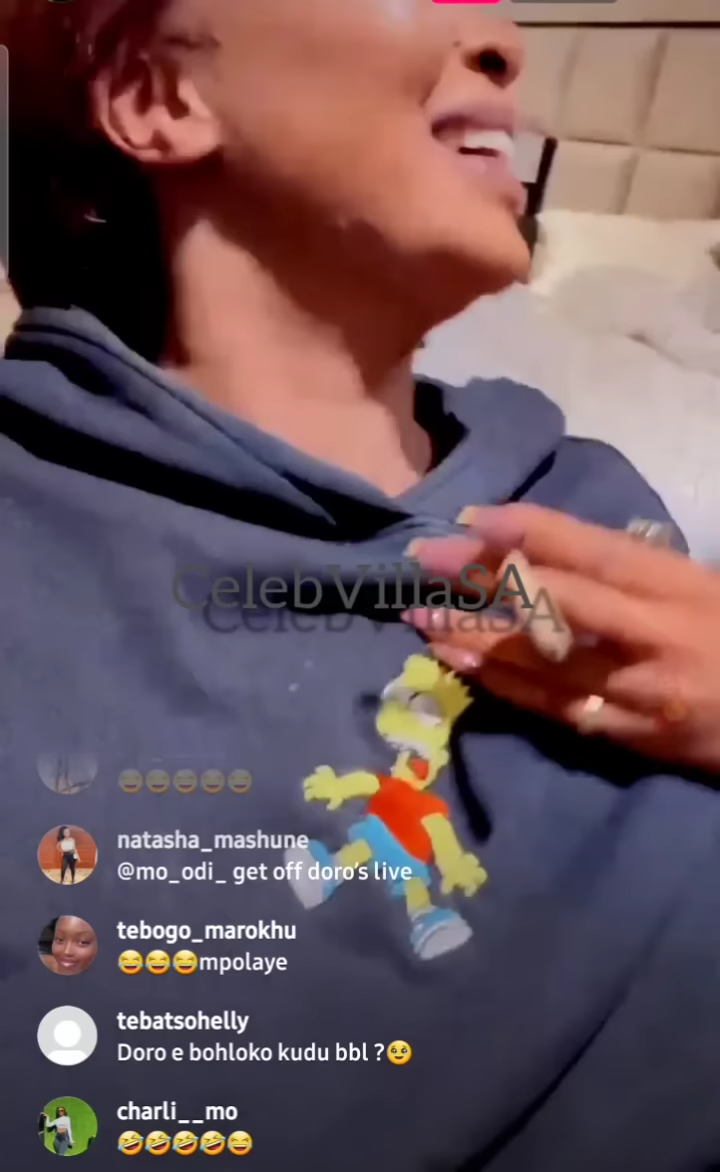 CelebVillaSA
CelebVillaSA
😂😂😂😂😂
natasha_mashune
@mo_odi_ get off doro's live
tebogo_marokhu
😂😂😂mpolaye
tebatsohelly
Doro e bohloko kudu bbl ?🥹
charli__mo
🤣🤣🤣🤣😂